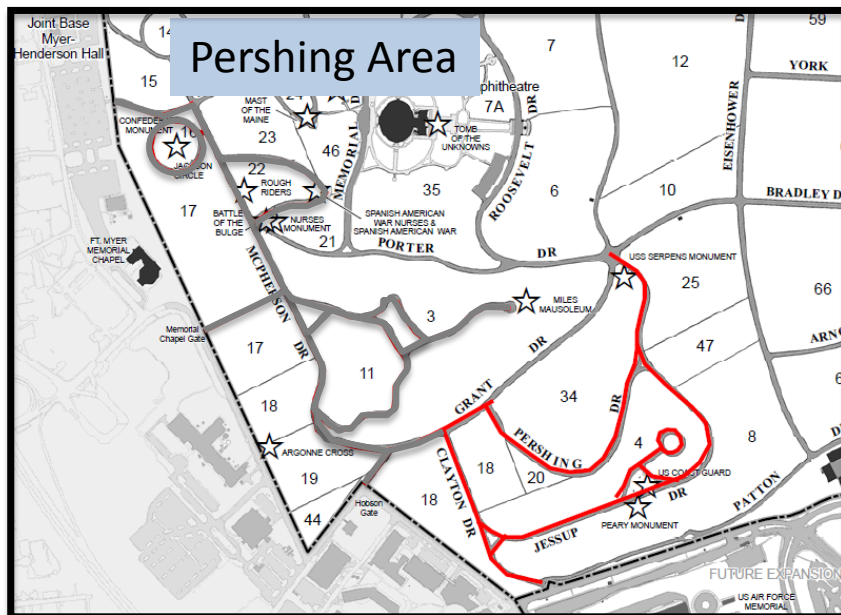 Joint Base
Myer-
Henderson Hall
Pershing Area
14
15
59
YORK
12
7
7A
phitheatre
DR
24
MAST
OF THE
MAINE
CONFEDER
MONUMENT
16
JACKSON
CIRCLE
23
46
MEMORIAL D
TOMB
OF THE
UNKNOWNS
ROOSEVELT
EISENHOWER
D
22
ROUGH
RIDERS
17
35
6
10
BRADLEY D
BATTLE
OF THE
BULGE
NURSES
MONUMENT
SPANISH AMERICAN
WAR NURSES &
SPANISH AMERICAN WAR
21
PORTER
DR
FT. MYER
MEMORIAL
CHAPEL
USS SERPENS MONUMENT
25
66
MCPHERSON
DR
3
MILES
MAUSOLEUM
Memorial
Chapel Gate
17
11
DR
47
ARNO
6
18
GRANT
34
DR
PERSHING
4
8
ARGONNE CROSS
19
44
18
20
US COAST GUARD
DR
CLAYTON DR
18
Hobson
Gate
PEARY MONUMENT
JESSUP
PATTON
D
FUTURE EXPANSION
US AIR FORCE
MEMORIAL